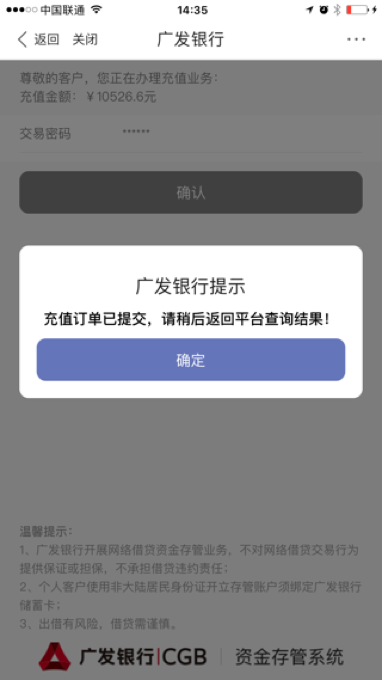 中国联通
14:35
返回 关闭 广发银行
尊敬的客户，您正在办理充值业务：
充值金额：￥10526.6元
交易密码 ******
确认
广发银行提示
充值订单已提交，请稍后返回平台查询结果！
确定
温馨提示：
1、广发银行开展网络借贷资金存管业务，不对网络借贷交易行为
提供保证或担保，不承担借贷违约责任；
2、个人客户使用非大陆居民身份证开立存管账户须绑定广发银行
储蓄卡；
3、出借有风险，借贷需谨慎。
广发银行|CGB 资金存管系统